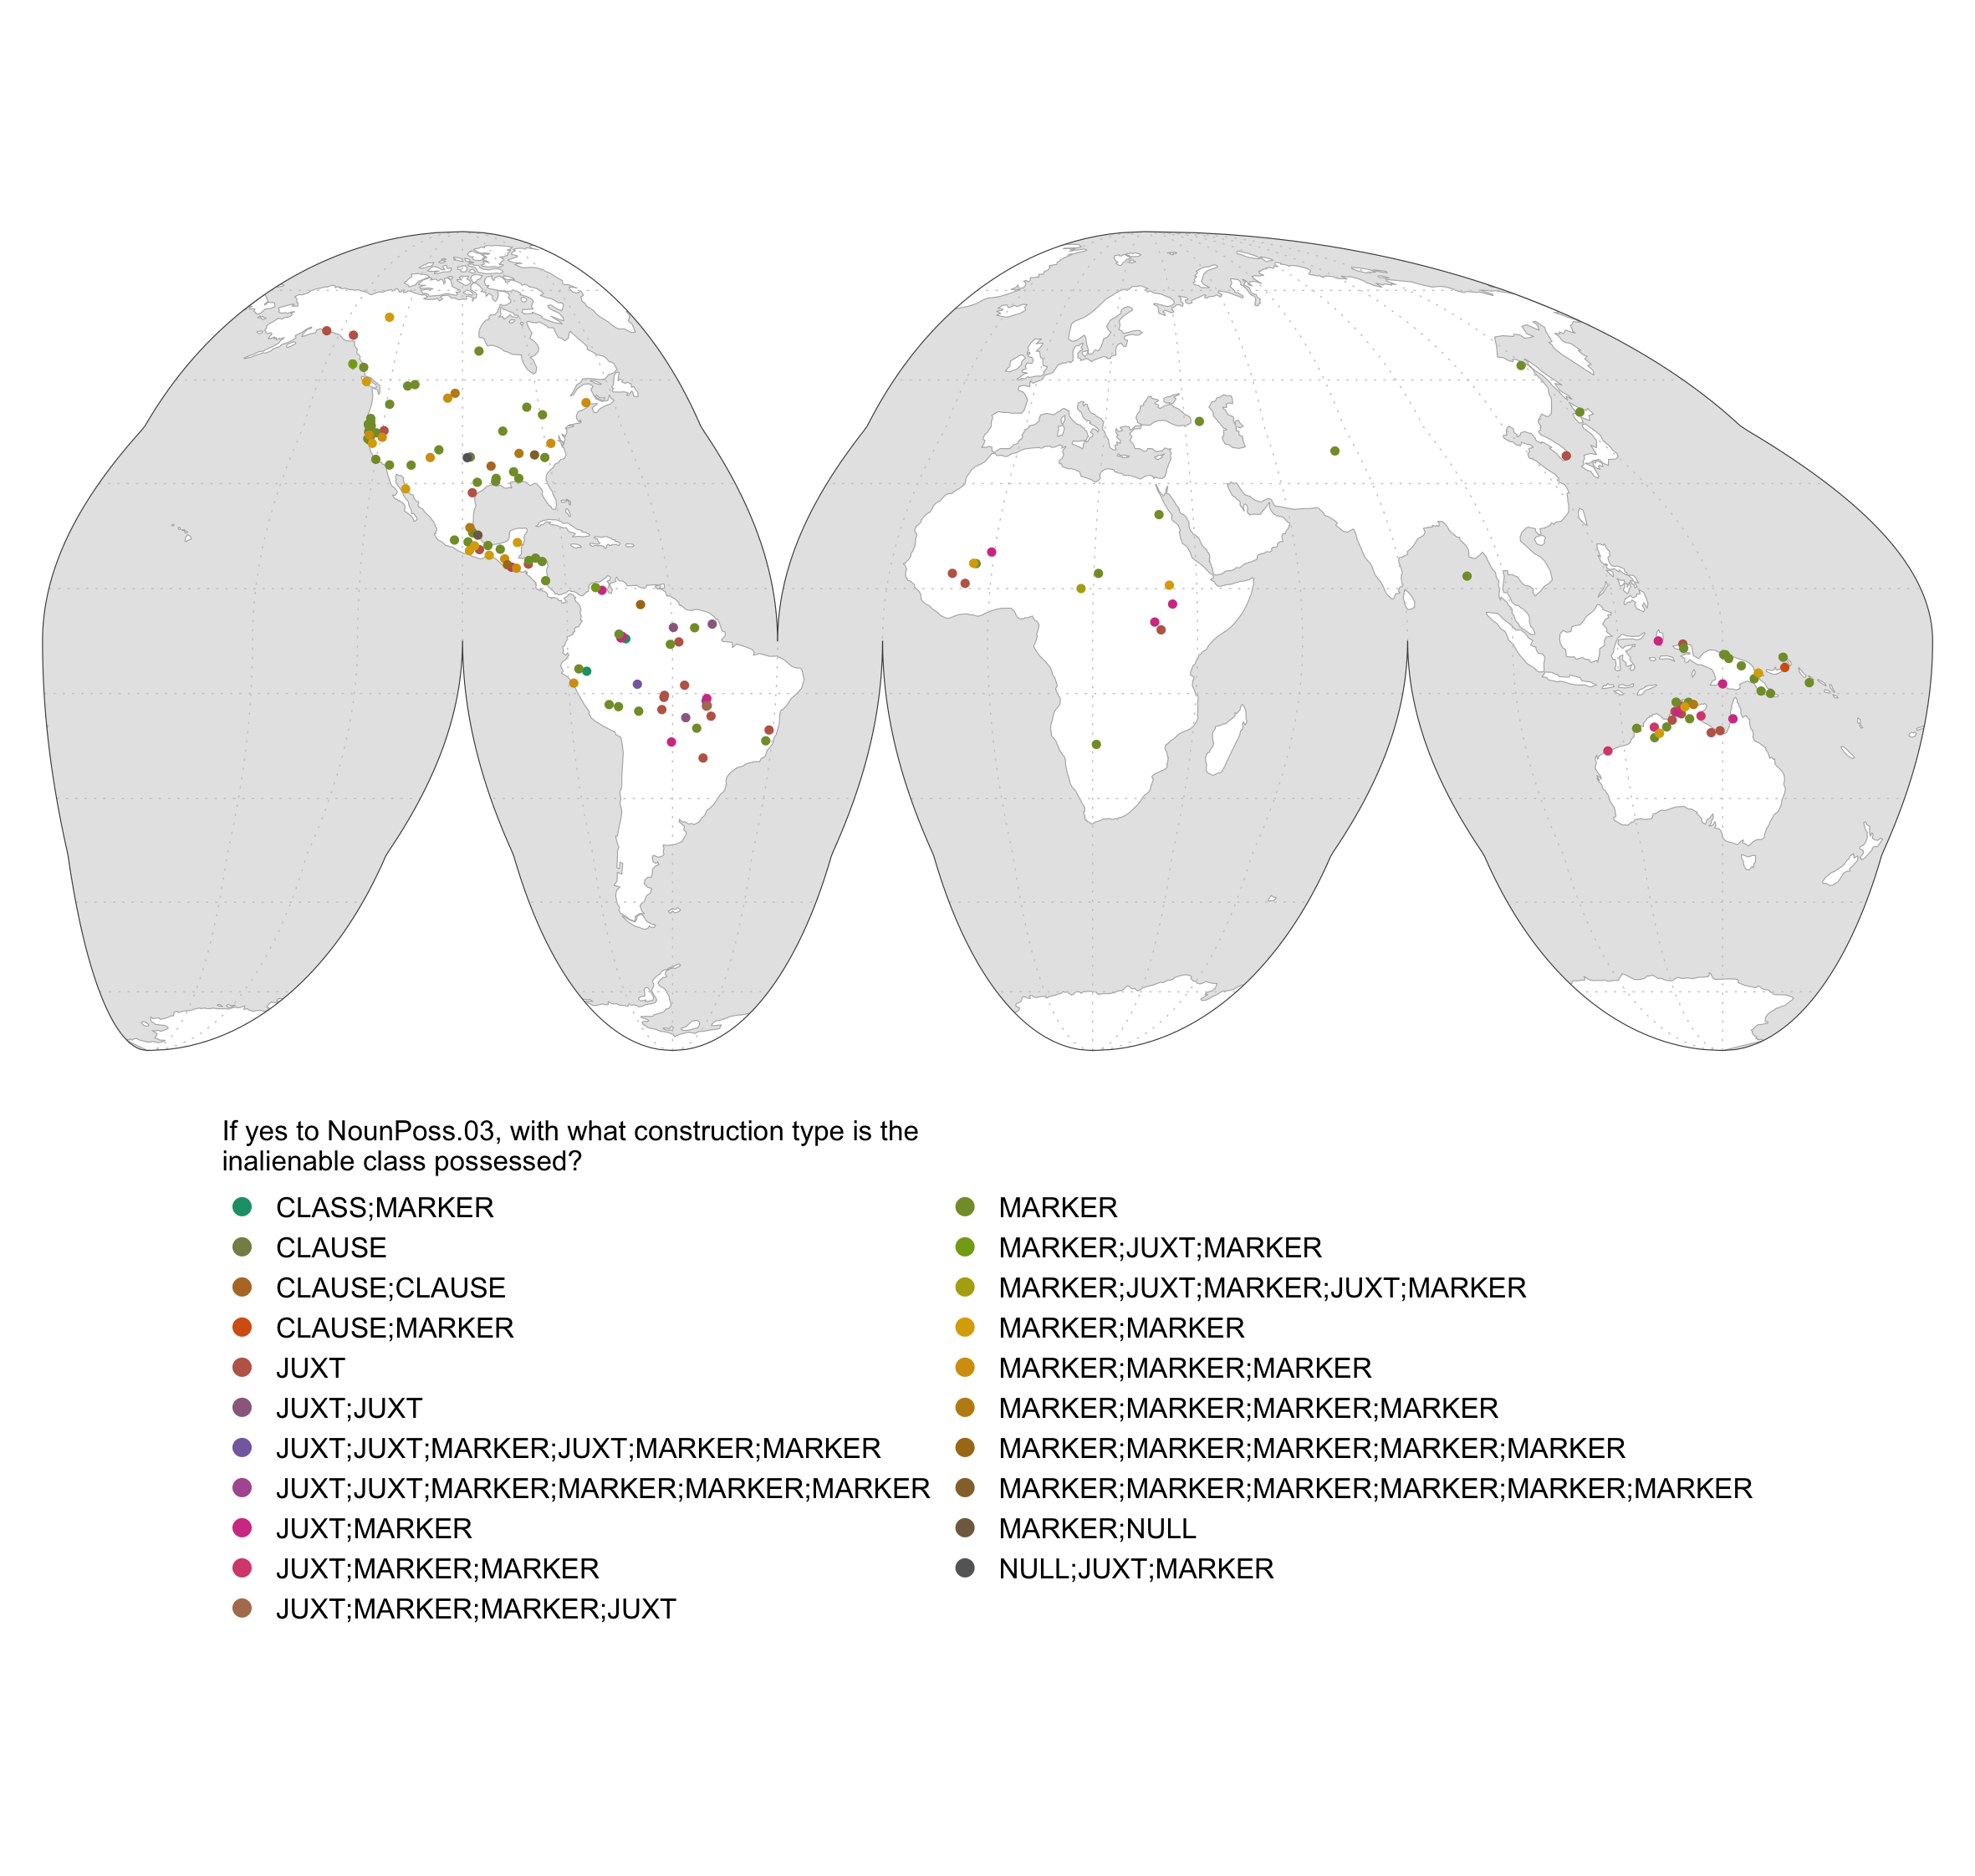 If yes to NounPoss.03, with what construction type is the
inalienable class possessed?
CLASS;MARKER
CLAUSE
CLAUSE;CLAUSE
CLAUSE;MARKER
JUXT
JUXT;JUXT
JUXT;JUXT;MARKER;JUXT;MARKER;MARKER
JUXT;JUXT;MARKER;MARKER;MARKER;MARKER
JUXT;MARKER
JUXT;MARKER;MARKER
JUXT;MARKER;MARKER;JUXT
MARKER
MARKER;JUXT;MARKER
MARKER;JUXT;MARKER;JUXT;MARKER
MARKER;MARKER
MARKER;MARKER;MARKER
MARKER;MARKER;MARKER;MARKER
MARKER;MARKER;MARKER;MARKER;MARKER
MARKER;MARKER;MARKER;MARKER;MARKER;MARKER
MARKER;NULL
NULL;JUXT;MARKER